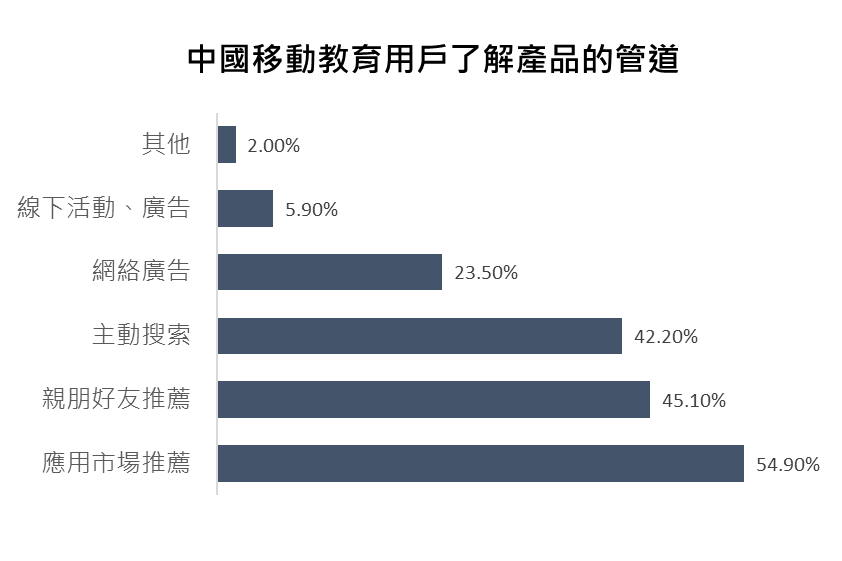 中國移動教育用戶了解產品的管道
其他 2.00%
線下活動、廣告 5.90%
網絡廣告 23.50%
主動搜索 42.20%
親朋好友推薦 45.10%
應用市場推薦 54.90%